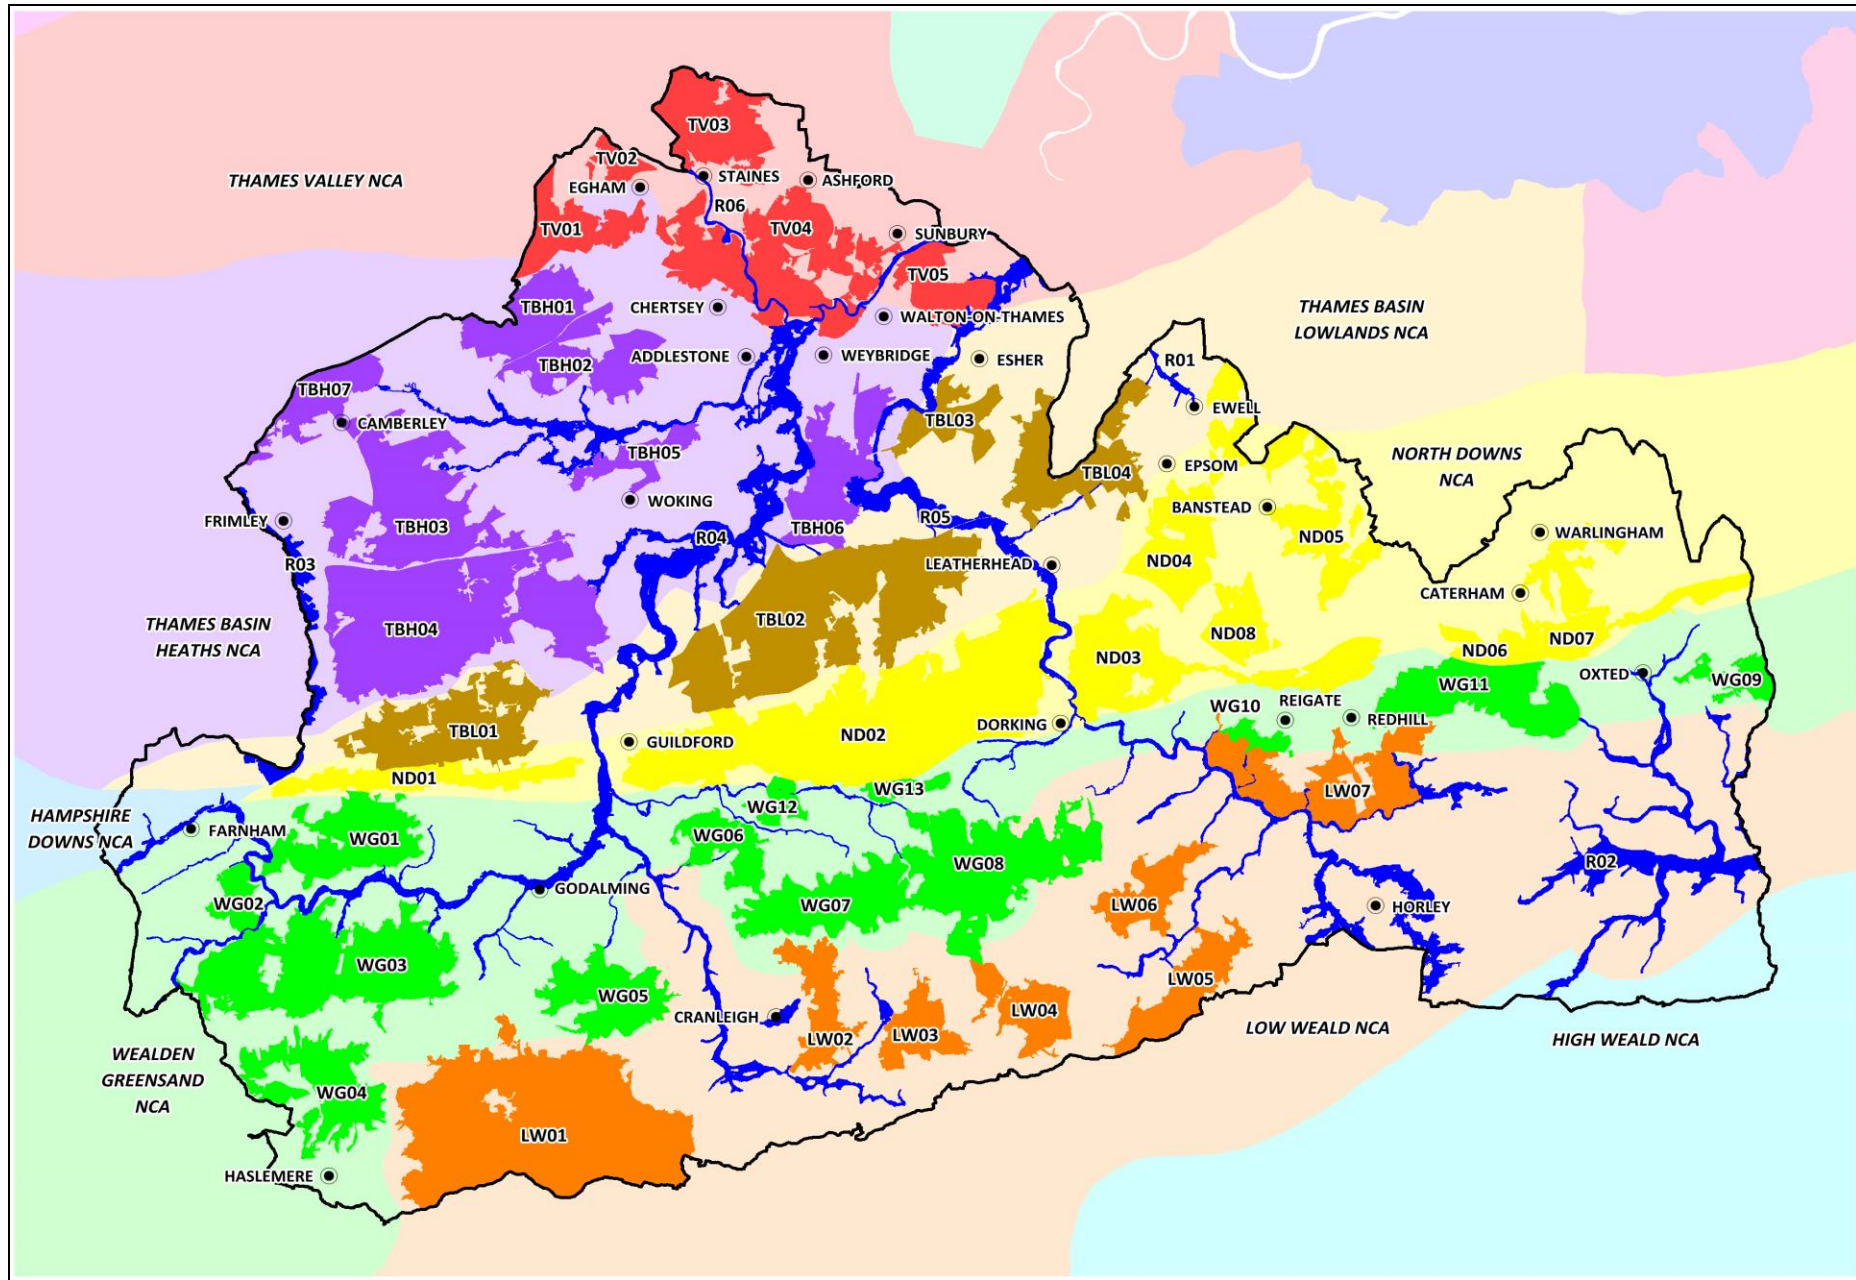 TV03
TV02
STAINES
ASHFORD
THAMES VALLEY NCA
EGHAM
R06
TV01
TV04
SUNBURY
TV05
TBH01
CHERTSEY
WALTON-ON-THAMES
THAMES BASIN
LOWLANDS NCA
ADDLESTONE
WEYBRIDGE
ESHER
R01
TBH02
TBH07
EWELL
CAMBERLEY
TBL03
TBH05
EPSOM
NORTH DOWNS
NCA
TBL04
WOKING
BANSTEAD
FRIMLEY
TBH03
TBH06
R05
R04
WARLINGHAM
ND05
R03
LEATHERHEAD
ND04
CATERHAM
THAMES BASIN
HEATHS NCA
TBH04
TBL02
ND08
ND07
ND06
ND03
OXTED
WG09
WG11
WG10
REIGATE
REDHILL
DORKING
TBL01
GUILDFORD
ND02
ND01
WG13
LW07
WG12
HAMPSHIRE
DOWNS NCA
FARNHAM
WG01
WG06
WG08
R02
GODALMING
WG02
WG07
LW06
HORLEY
WG03
LW05
WG05
CRANLEIGH
LW04
LW02
LW03
LOW WEALD NCA
HIGH WEALD NCA
WEALDEN
GREENSAND
NCA
WG04
LW01
HASLEMERE